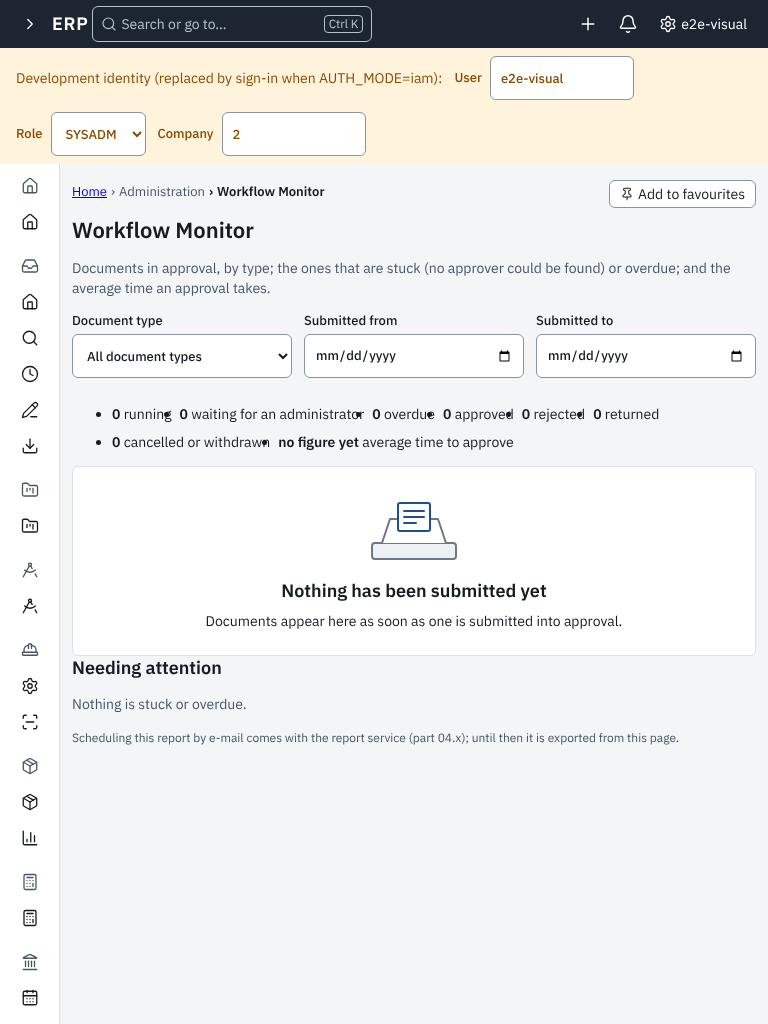 ERP
Search or go to...
Ctrl K
e2e-visual
Development identity (replaced by sign-in when AUTH_MODE=iam):
User
e2e-visual
Role
SYSADM
Company
2
Home › Administration › Workflow Monitor
Add to favourites
Workflow Monitor
Documents in approval, by type; the ones that are stuck (no approver could be found) or overdue; and the
average time an approval takes.
Document type
Submitted from
Submitted to
All document types
mm/dd/yyyy
mm/dd/yyyy
0 running
0 waiting for an administrator
0 overdue
0 approved
0 rejected
0 returned
0 cancelled or withdrawn
no figure yet average time to approve
Nothing has been submitted yet
Documents appear here as soon as one is submitted into approval.
Needing attention
Nothing is stuck or overdue.
Scheduling this report by e-mail comes with the report service (part 04.x); until then it is exported from this page.